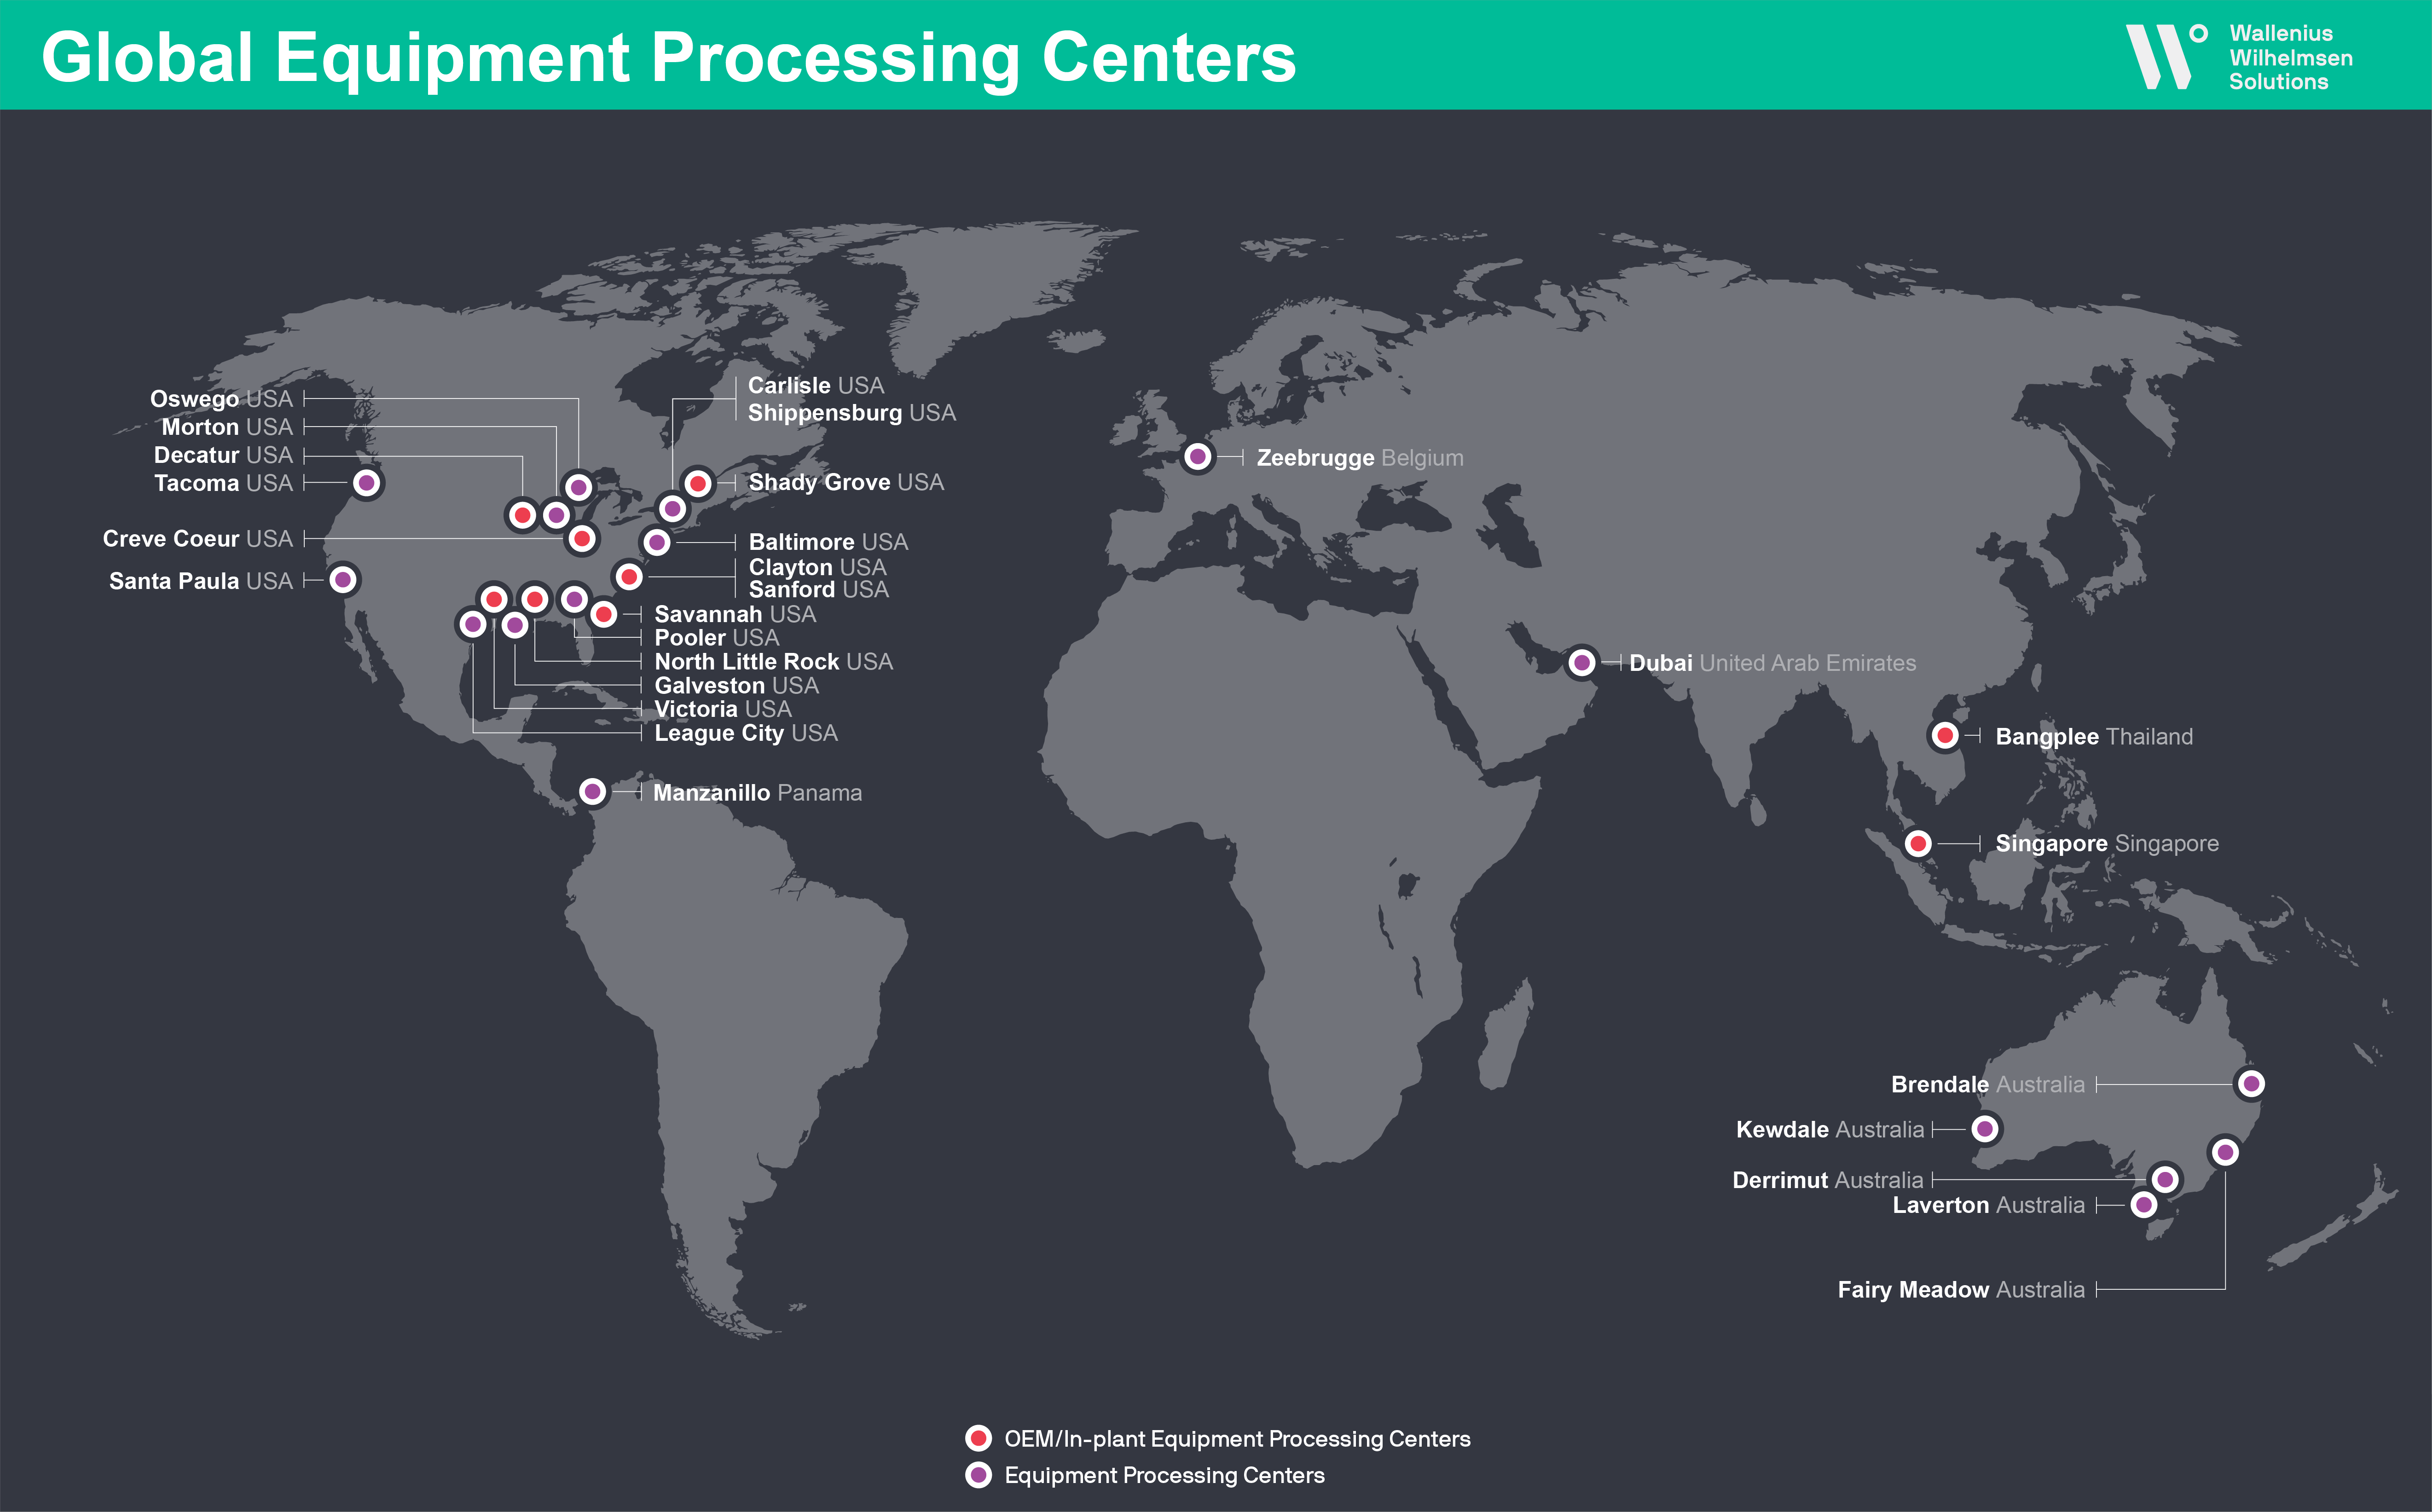 Global Equipment Processing Centers
Wallenius
Wilhelmsen
Solutions
Oswego USA
Morton USA
Decatur USA
Tacoma USA
Creve Coeur USA
Santa Paula USA
Carlisle USA
Shippensburg USA
Shady Grove USA
Baltimore USA
Clayton USA
Sanford USA
Savannah USA
Pooler USA
North Little Rock USA
Galveston USA
Victoria USA
League City USA
Manzanillo Panama
Zeebrugge Belgium
Dubai United Arab Emirates
Bangplee Thailand
Singapore Singapore
Brendale Australia
Kewdale Australia
Derrimut Australia
Laverton Australia
Fairy Meadow Australia
OEM/In-plant Equipment Processing Centers
Equipment Processing Centers